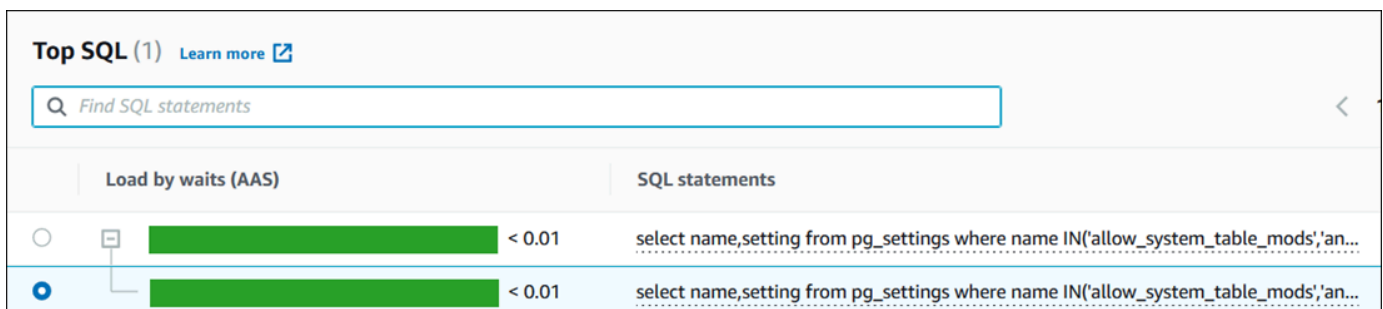 Top SQL (1) Learn more
Find SQL statements
Load by waits (AAS) SQL statements
< 0.01 select name,setting from pg_settings where name IN('allow_system_table_mods','an...
< 0.01 select name,setting from pg_settings where name IN('allow_system_table_mods','an...